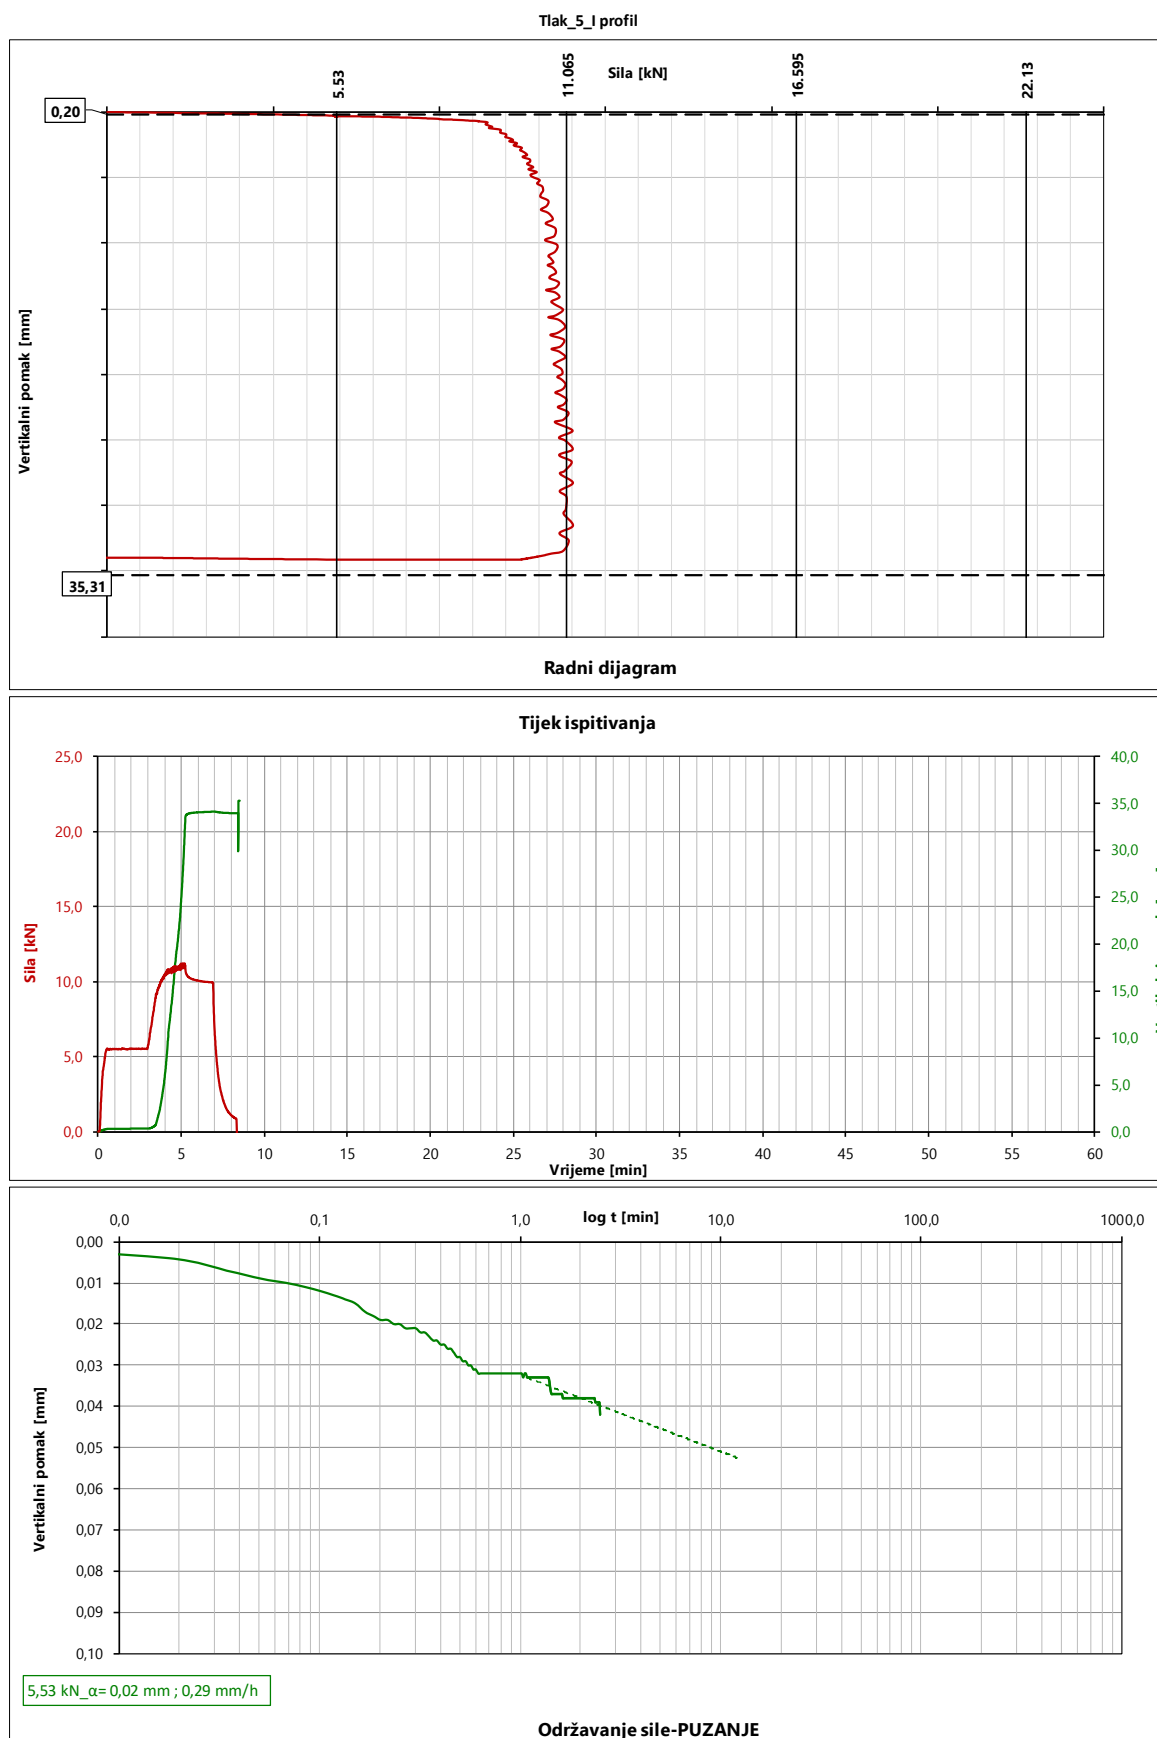 Tlak_5_I profil
5.53
11.065
Sila [kN]
16.595
22.13
0,20
Vertikalni pomak [mm]
35,31
Radni dijagram
Tijek ispitivanja
25,0
20,0
15,0
10,0
5,0
0,0
Sila [kN]
40,0
35,0
30,0
25,0
20,0
15,0
10,0
5,0
0,0
0 5 10 15 20 25 30 35 40 45 50 55 60
Vrijeme [min]
0,0 0,1 1,0 log t [min] 10,0 100,0 1000,0
0,00
0,01
0,02
0,03
0,04
0,05
0,06
0,07
0,08
0,09
0,10
Vertikalni pomak [mm]
5,53 kN_α= 0,02 mm ; 0,29 mm/h
Održavanje sile-PUZANJE